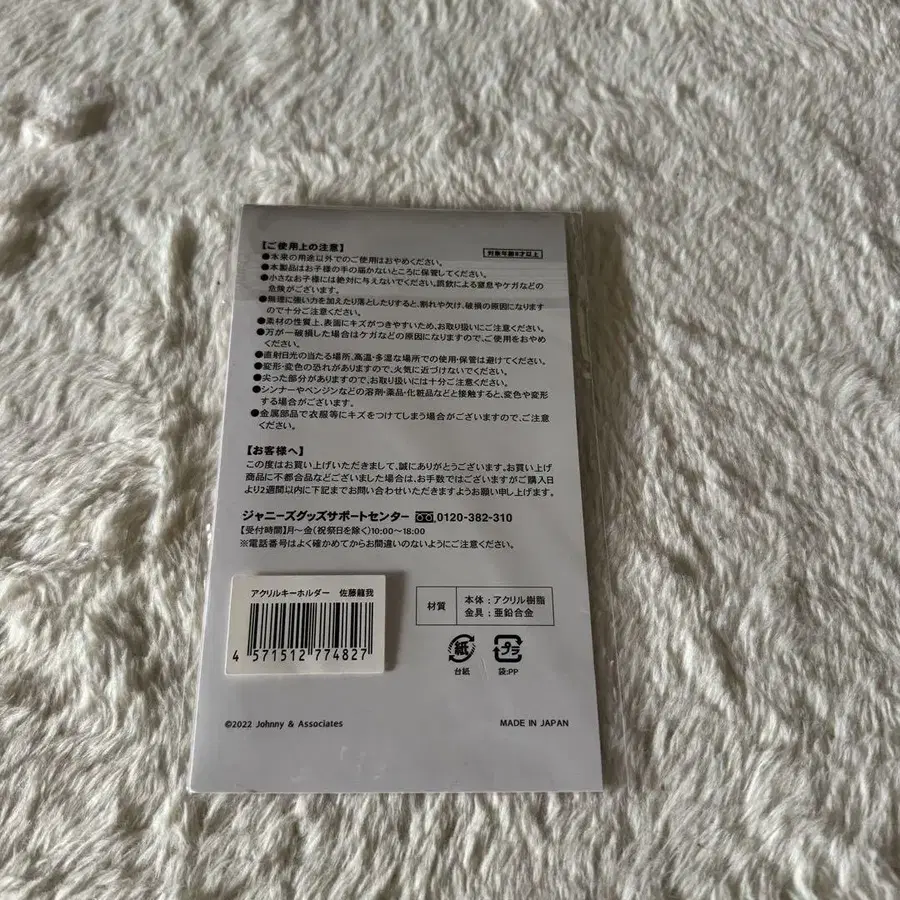 【ご使用上の注意】
対象年齢8才以上
●本来の用途以外でのご使用はおやめください。
●本製品はお子様の手の届かないところに保管してください。
●小さなお子様には絶対に与えないでください。誤飲による窒息やケガなどの
危険がございます。
●無理に強い力を加えたり落としたりすると、割れや欠け、破損の原因になります
ので十分ご注意ください。
●素材の性質上、表面にキズがつきやすいため、お取り扱いにご注意ください。
●万が一破損した場合はケガなどの原因になりますので、ご使用をおやめ
ください。
●直射日光の当たる場所、高温・多湿な場所での使用・保管は避けてください。
●変形・変色の恐れがありますので、火気に近づけないでください。
●尖った部分がありますので、お取り扱いには十分ご注意ください。
●シンナーやベンジンなどの溶剤・薬品・化粧品などと接触すると、変色や変形
する場合がございます。
●金属部品で衣服等にキズをつけてしまう場合がございますので、ご注意
ください。
【お客様へ】
この度はお買い上げいただきまして、誠にありがとうございます。お買い上げ
商品に不都合品などございました場合は、お手数ではございますがご購入日
より2週間以内に下記までお問い合わせいただきますようお願い申し上げます。
ジャニーズグッズサポートセンター 0120-382-310
【受付時間】月～金（祝祭日を除く）10:00～18:00
※電話番号はよく確かめてからお間違いのないようにご注意ください。
アクリルキーホルダー 佐藤龍我
4 571512 774827
材質
本体：アクリル樹脂
金具：亜鉛合金
紙
台紙
プラ
袋:PP
©2022 Johnny & Associates
MADE IN JAPAN